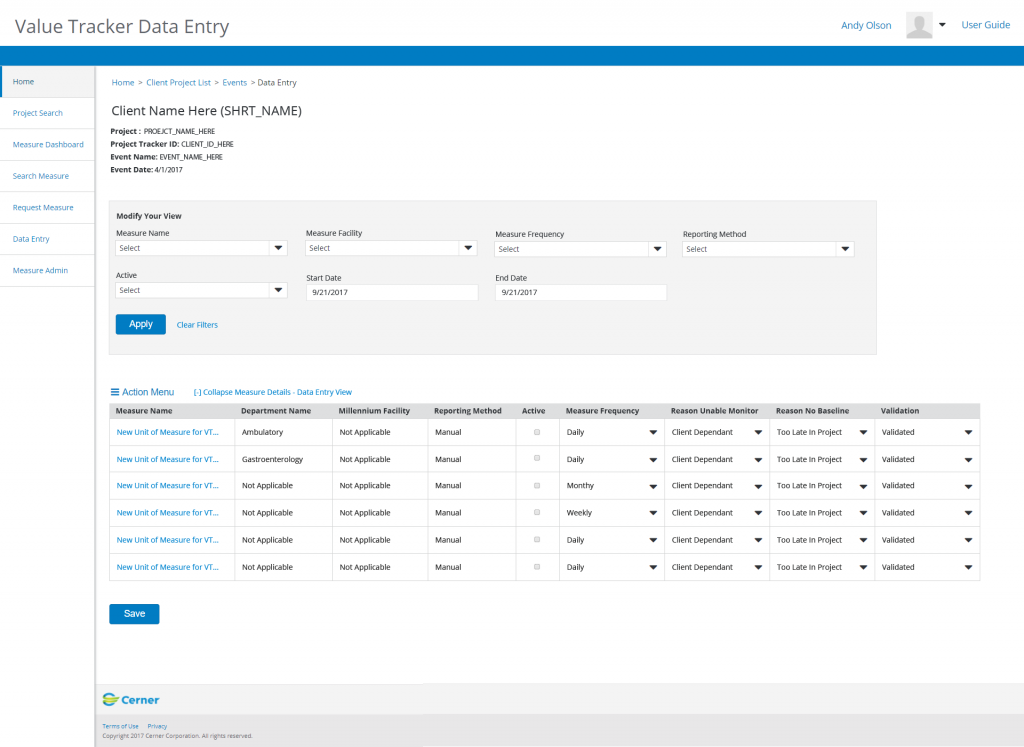 Value Tracker Data Entry
Andy Olson
User Guide
Home
Project Search
Measure Dashboard
Search Measure
Request Measure
Data Entry
Measure Admin
Home > Client Project List > Events > Data Entry
Client Name Here (SHRT_NAME)
Project : PROEJCT_NAME_HERE
Project Tracker ID: CLIENT_ID_HERE
Event Name: EVENT_NAME_HERE
Event Date: 4/1/2017
Modify Your View
Measure Name Measure Facility Measure Frequency Reporting Method
Select Select Select Select
Active Start Date End Date
Select 9/21/2017 9/21/2017
Apply Clear Filters
Action Menu [-] Collapse Measure Details - Data Entry View
Measure Name Department Name Millennium Facility Reporting Method Active Measure Frequency Reason Unable Monitor Reason No Baseline Validation
New Unit of Measure for VT... Ambulatory Not Applicable Manual Daily Client Dependant Too Late In Project Validated
New Unit of Measure for VT... Gastroenterology Not Applicable Manual Daily Client Dependant Too Late In Project Validated
New Unit of Measure for VT... Not Applicable Not Applicable Manual Monthy Client Dependant Too Late In Project Validated
New Unit of Measure for VT... Not Applicable Not Applicable Manual Weekly Client Dependant Too Late In Project Validated
New Unit of Measure for VT... Not Applicable Not Applicable Manual Daily Client Dependant Too Late In Project Validated
New Unit of Measure for VT... Not Applicable Not Applicable Manual Daily Client Dependant Too Late In Project Validated
Save
Cerner
Terms of Use Privacy
Copyright 2017 Cerner Corporation. All rights reserved.